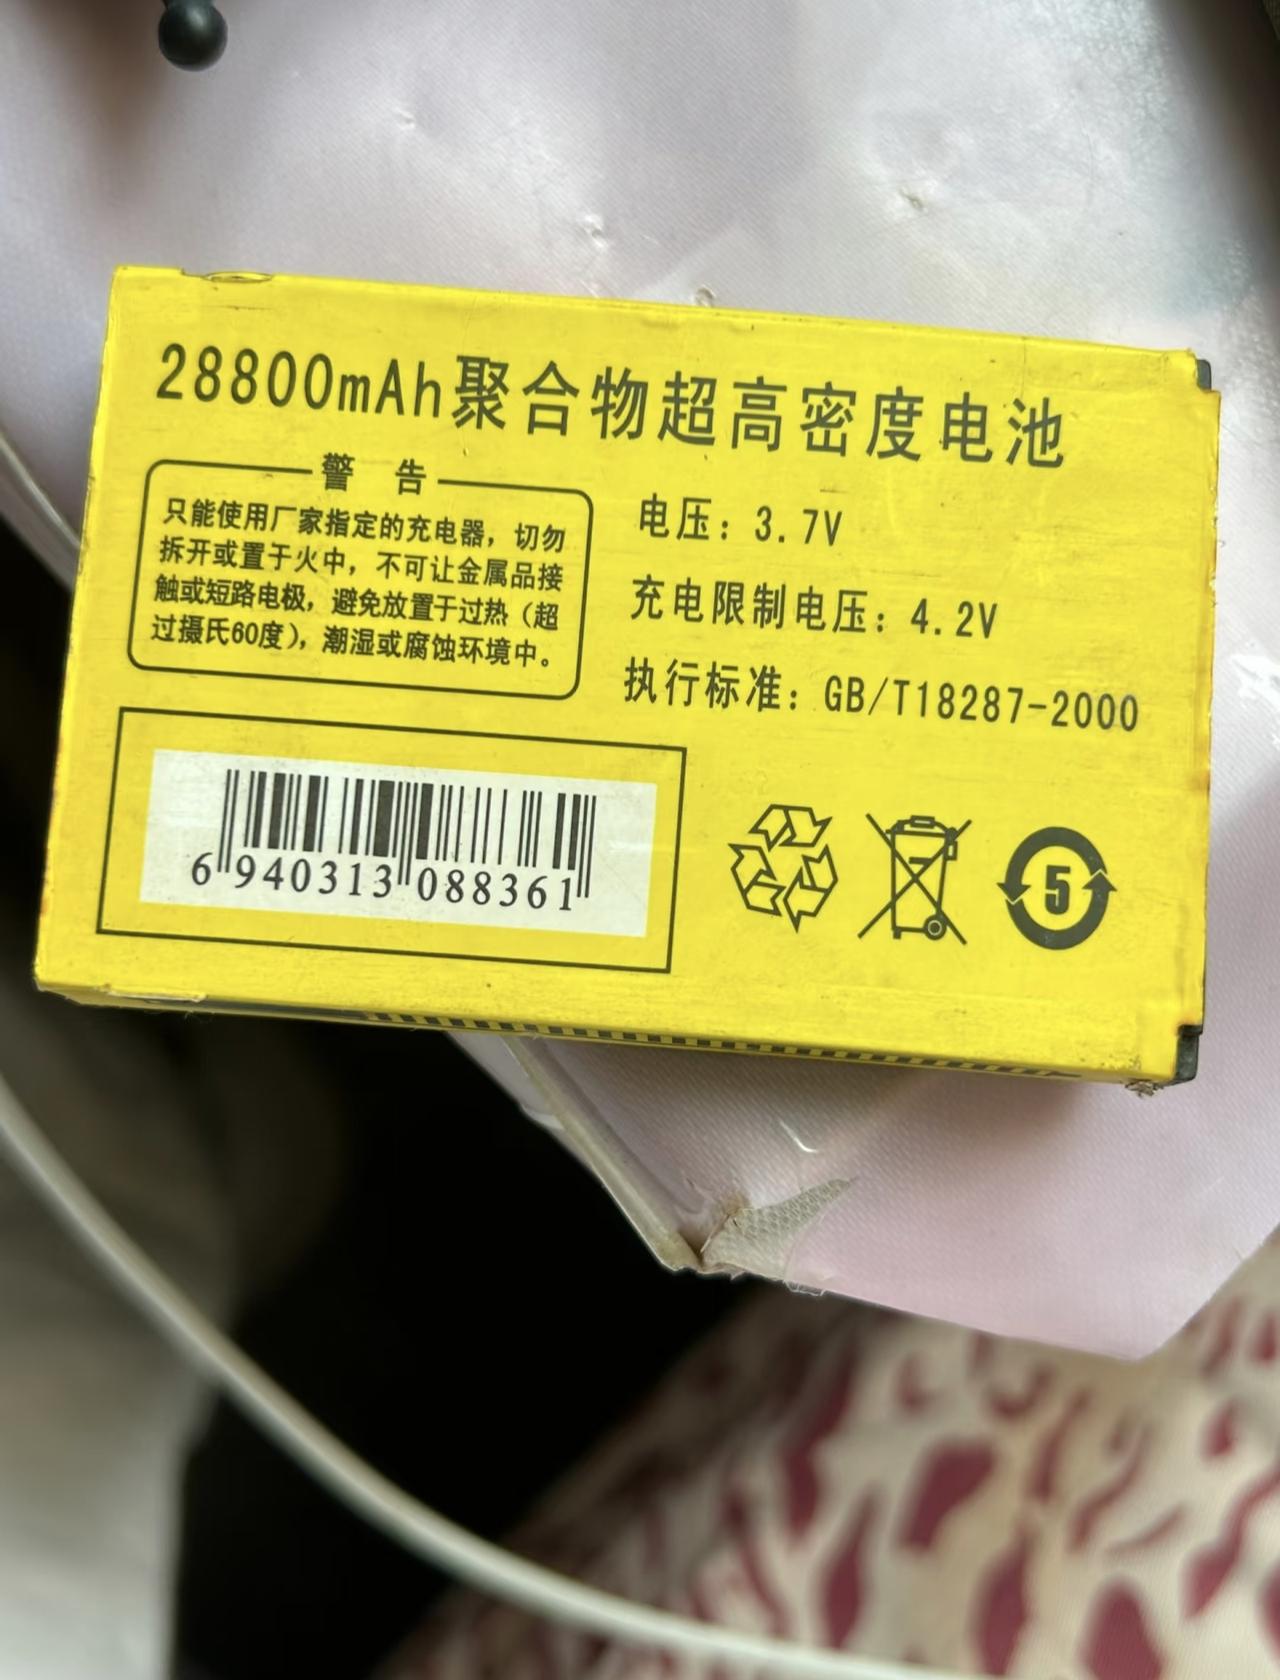 28800mAh聚合物超高密度电池
警 告
只能使用厂家指定的充电器，切勿
拆开或置于火中，不可让金属品接
触或短路电极，避免放置于过热（超
过摄氏60度），潮湿或腐蚀环境中。
电压：3.7V
充电限制电压：4.2V
执行标准：GB/T18287-2000
6 940313 088361
5